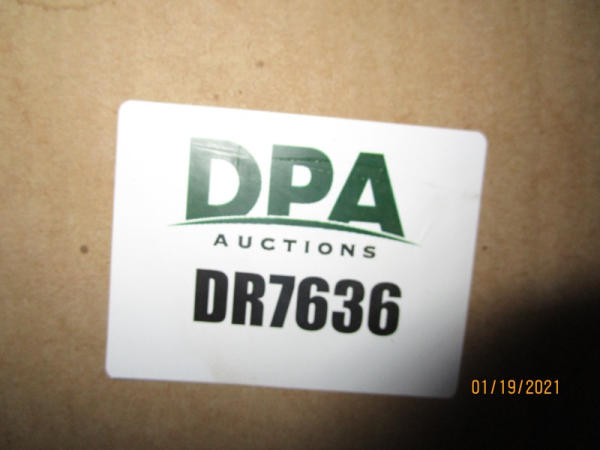 DPA
AUCTIONS
DR7636
01/19/2021